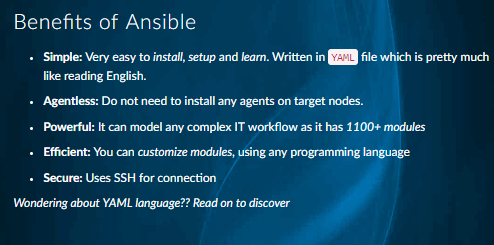 Benefits of Ansible
• Simple: Very easy to install, setup and learn. Written in YAML file which is pretty much
like reading English.
• Agentless: Do not need to install any agents on target nodes.
• Powerful: It can model any complex IT workflow as it has 1100+ modules
• Efficient: You can customize modules, using any programming language
• Secure: Uses SSH for connection
Wondering about YAML language?? Read on to discover